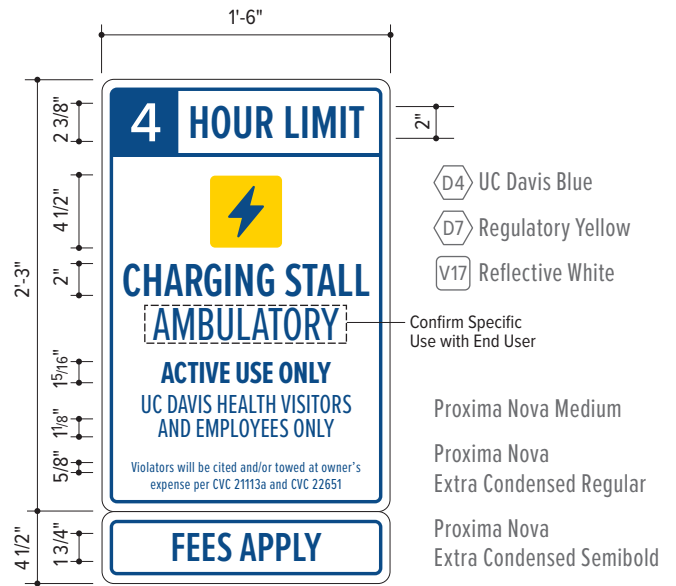 1'-6"
4 HOUR LIMIT
2 3/8"
2"
4 1/2"
2'-3"
2"
CHARGING STALL
AMBULATORY
Confirm Specific
Use with End User
1 5/16"
ACTIVE USE ONLY
1 1/8"
UC DAVIS HEALTH VISITORS
AND EMPLOYEES ONLY
5/8"
Violators will be cited and/or towed at owner's
expense per CVC 21113a and CVC 22651
4 1/2"
1 3/4"
FEES APPLY
D4 UC Davis Blue
D7 Regulatory Yellow
V17 Reflective White
Proxima Nova Medium
Proxima Nova
Extra Condensed Regular
Proxima Nova
Extra Condensed Semibold